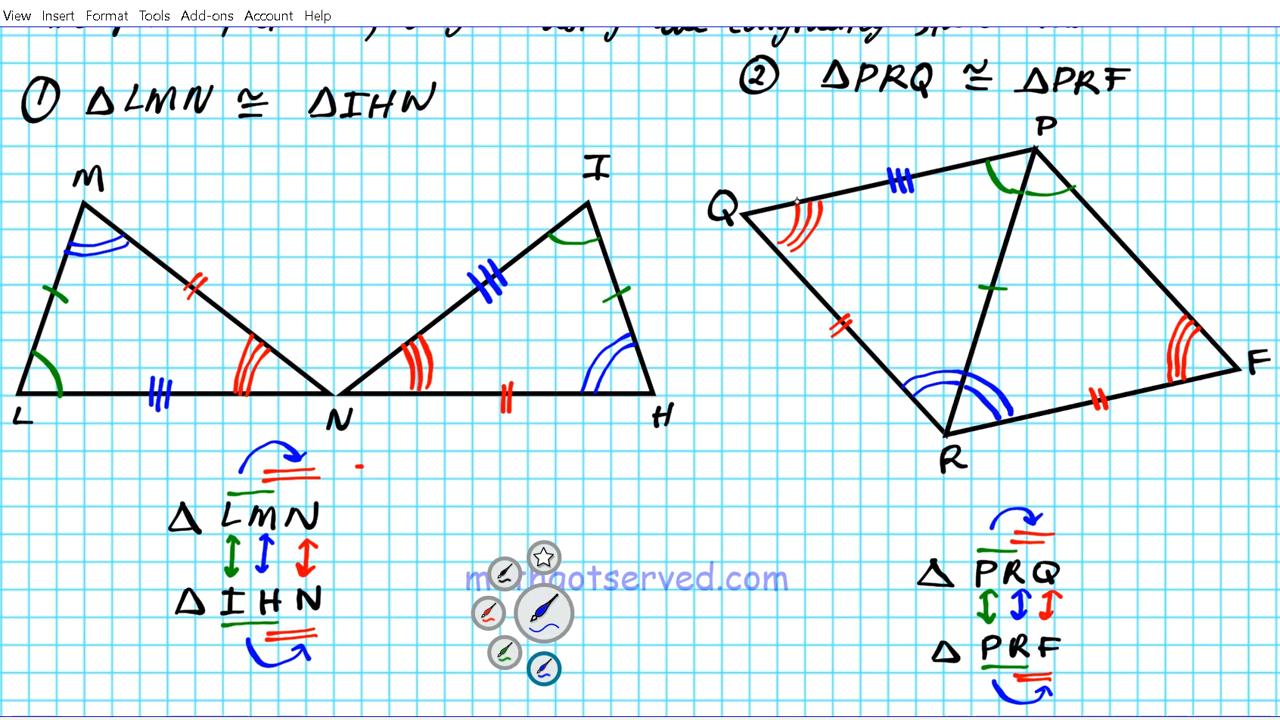 View Insert Format Tools Add-ons Account Help
① ΔLMN ≅ ΔIHN
② ΔPRQ ≅ ΔPRF
M
I
L
N
H
P
Q
F
R
Δ LMN
Δ IHN
mathgotserved.com
Δ PRQ
Δ PRF